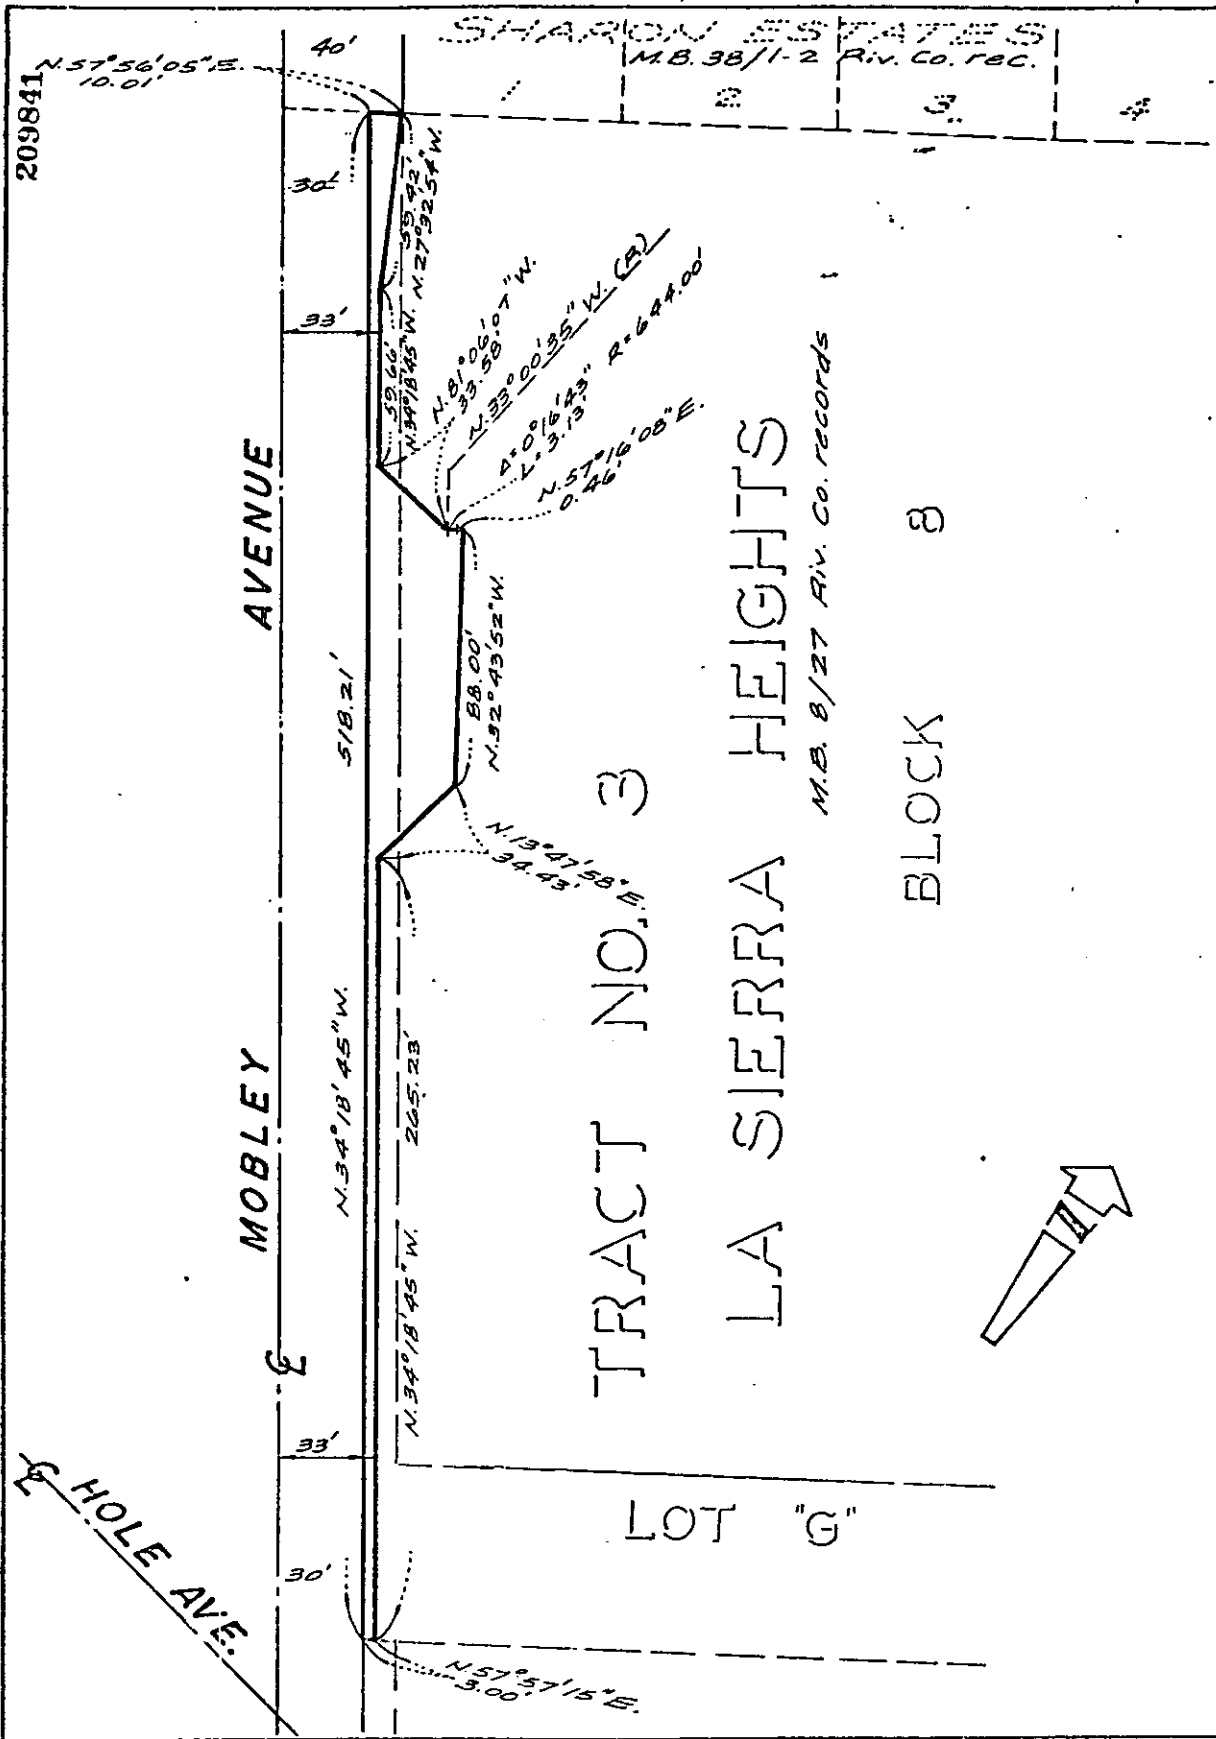 209841
SHARON ESTATES
M.B. 38/1-2 Riv. Co. rec.
1
2
3
4
N.57°56'05"E.
10.01'
40'
30'
59.42'
N.27°32'54"W.
33'
59.66'
N.34°18'45"W.
N.81°06'07"W.
33.58'
N.33°00'35"W.(R)
Δ=0°16'43" R=644.00'
L=3.13'
N.57°16'08"E.
0.46'
88.00'
N.32°43'52"W.
518.21'
N.13°47'58"E.
34.43'
N.34°18'45"W.
N.34°18'45"W. 265.23'
MOBLEY AVENUE
℄
TRACT NO. 3
LA SIERRA HEIGHTS
M.B. 8/27 Riv. Co. records
BLOCK 8
N
33'
LOT "G"
℄ HOLE AVE.
30'
N.57°57'15"E.
3.00'